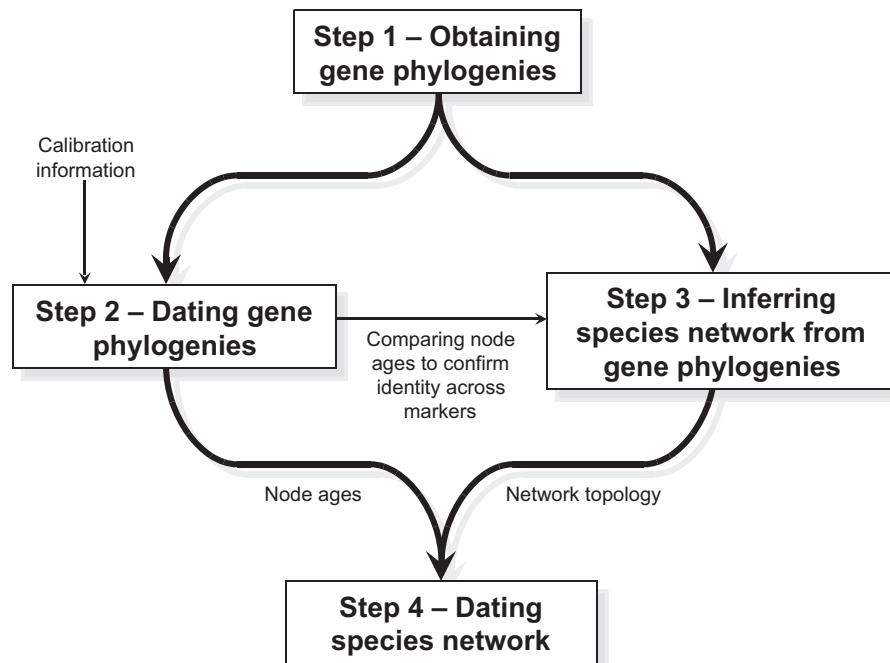 Step 1 – Obtaining
gene phylogenies
Calibration
information
Step 2 – Dating gene
phylogenies
Step 3 – Inferring
species network from
gene phylogenies
Comparing node
ages to confirm
identity across
markers
Node ages
Network topology
Step 4 – Dating
species network